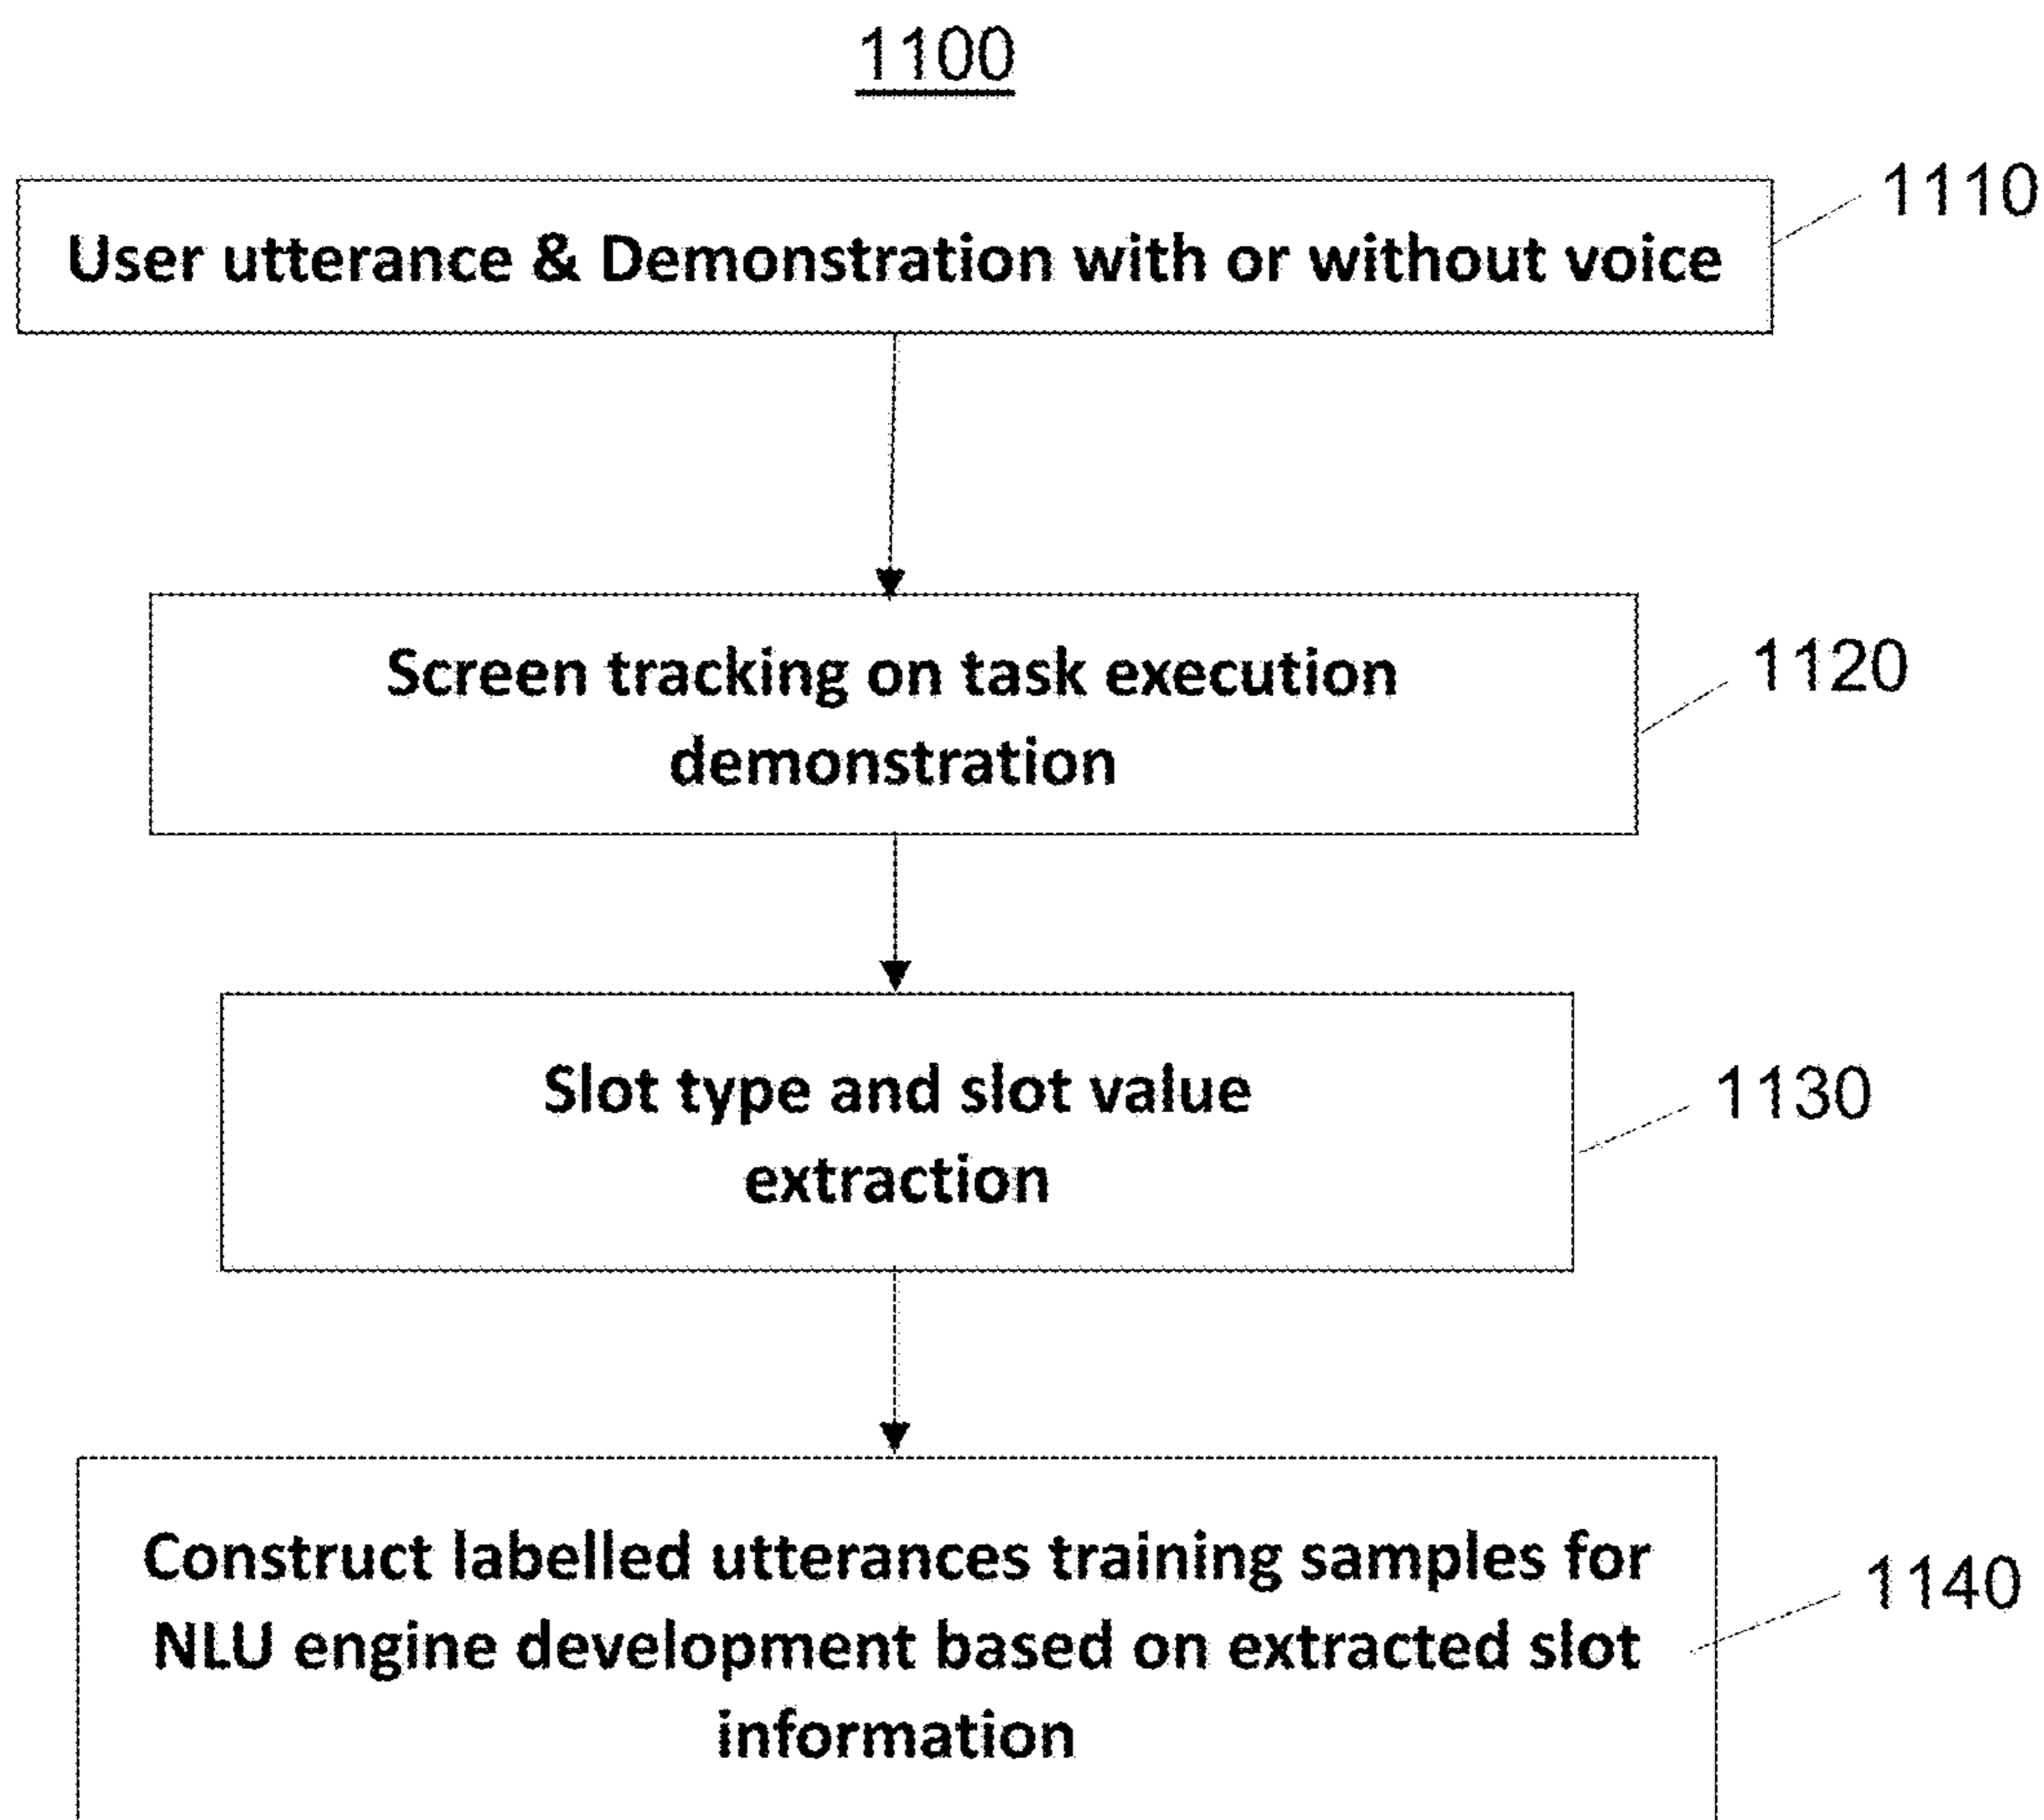 1100
User utterance & Demonstration with or without voice
1110
Screen tracking on task execution
demonstration
1120
Slot type and slot value
extraction
1130
Construct labelled utterances training samples for
NLU engine development based on extracted slot
information
1140